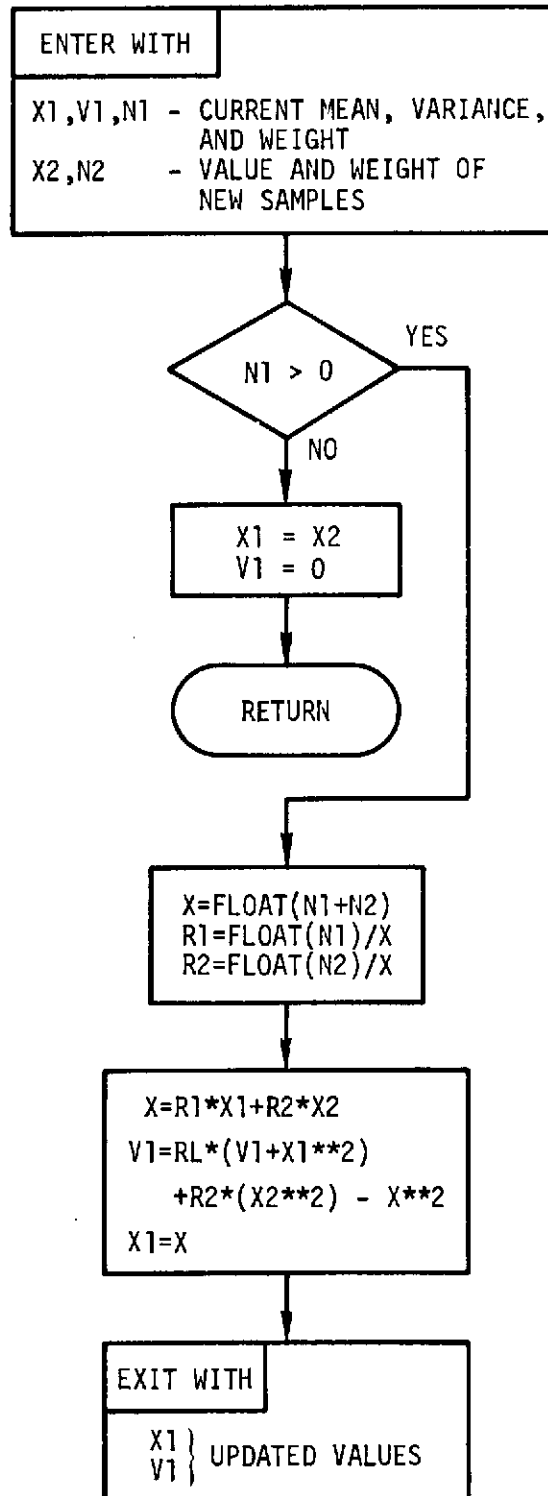 ENTER WITH
X1,V1,N1 - CURRENT MEAN, VARIANCE,
AND WEIGHT
X2,N2 - VALUE AND WEIGHT OF
NEW SAMPLES
N1 > 0
YES
NO
X1 = X2
V1 = 0
RETURN
X=FLOAT(N1+N2)
R1=FLOAT(N1)/X
R2=FLOAT(N2)/X
X=R1*X1+R2*X2
V1=RL*(V1+X1**2)
+R2*(X2**2) - X**2
X1=X
EXIT WITH
X1 } UPDATED VALUES
V1